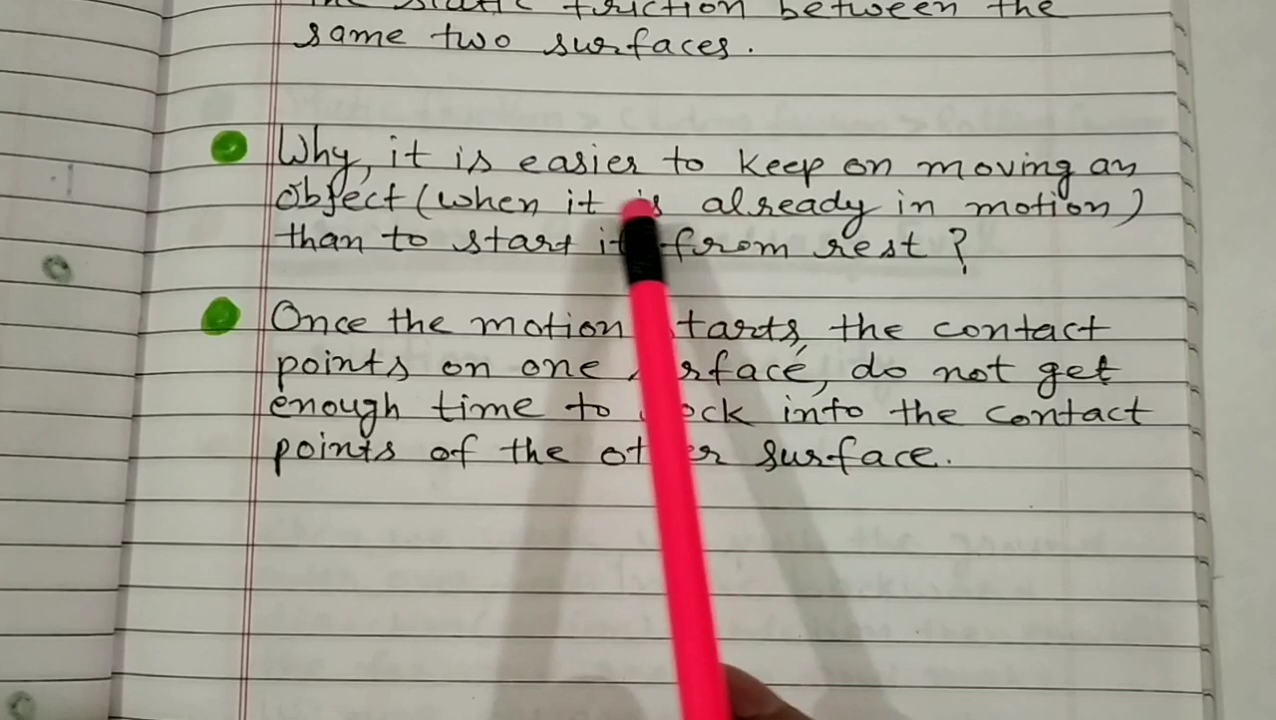 the static friction between the
same two surfaces.
Why, it is easier to keep on moving an
object (when it is already in motion)
than to start it from rest?
Once the motion starts, the contact
points on one surface, do not get
enough time to lock into the contact
points of the other surface.